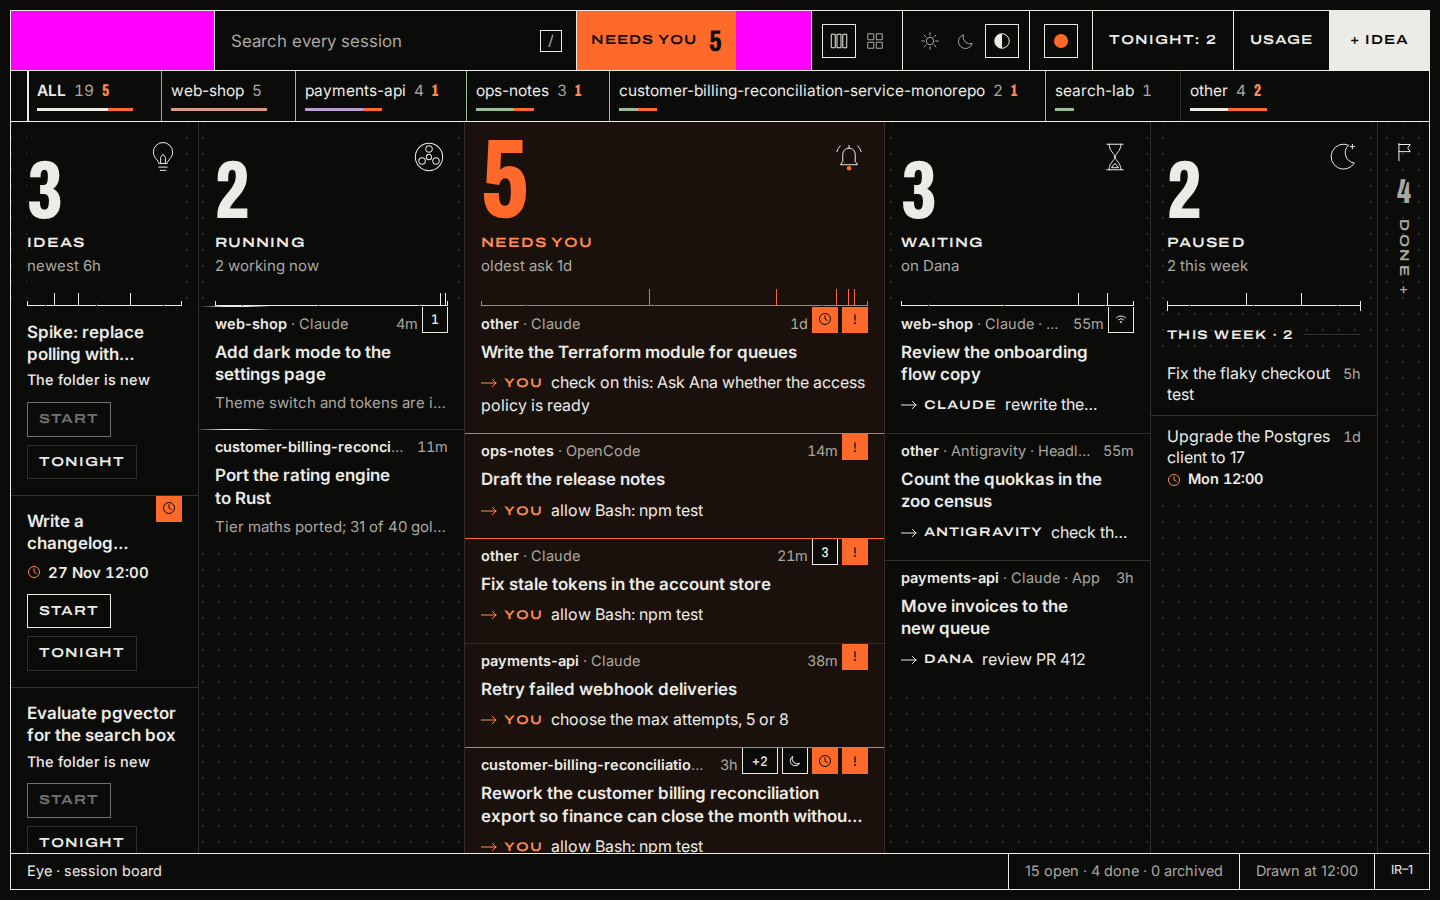 Search every session
/
NEEDS YOU 5
TONIGHT: 2
USAGE
+ IDEA
ALL 19 5
web-shop 5
payments-api 4 1
ops-notes 3 1
customer-billing-reconciliation-service-monorepo 2 1
search-lab 1
other 4 2
3
IDEAS
newest 6h
Spike: replace
polling with...
The folder is new
START
TONIGHT
Write a
changelog...
27 Nov 12:00
START
TONIGHT
Evaluate pgvector
for the search box
The folder is new
START
TONIGHT
2
RUNNING
2 working now
web-shop · Claude 4m 1
Add dark mode to the
settings page
Theme switch and tokens are i...
customer-billing-reconci... 11m
Port the rating engine
to Rust
Tier maths ported; 31 of 40 gol...
5
NEEDS YOU
oldest ask 1d
other · Claude 1d !
Write the Terraform module for queues
→ YOU check on this: Ask Ana whether the access
policy is ready
ops-notes · OpenCode 14m !
Draft the release notes
→ YOU allow Bash: npm test
other · Claude 21m 3 !
Fix stale tokens in the account store
→ YOU allow Bash: npm test
payments-api · Claude 38m !
Retry failed webhook deliveries
→ YOU choose the max attempts, 5 or 8
customer-billing-reconciliatio... 3h +2 !
Rework the customer billing reconciliation
export so finance can close the month withou...
→ YOU allow Bash: npm test
3
WAITING
on Dana
web-shop · Claude · ... 55m
Review the onboarding
flow copy
→ CLAUDE rewrite the...
other · Antigravity · Headl... 55m
Count the quokkas in the
zoo census
→ ANTIGRAVITY check th...
payments-api · Claude · App 3h
Move invoices to the
new queue
→ DANA review PR 412
2
PAUSED
2 this week
THIS WEEK · 2
Fix the flaky checkout 5h
test
Upgrade the Postgres 1d
client to 17
Mon 12:00
4
DONE +
Eye · session board
15 open · 4 done · 0 archived
Drawn at 12:00
IR–1